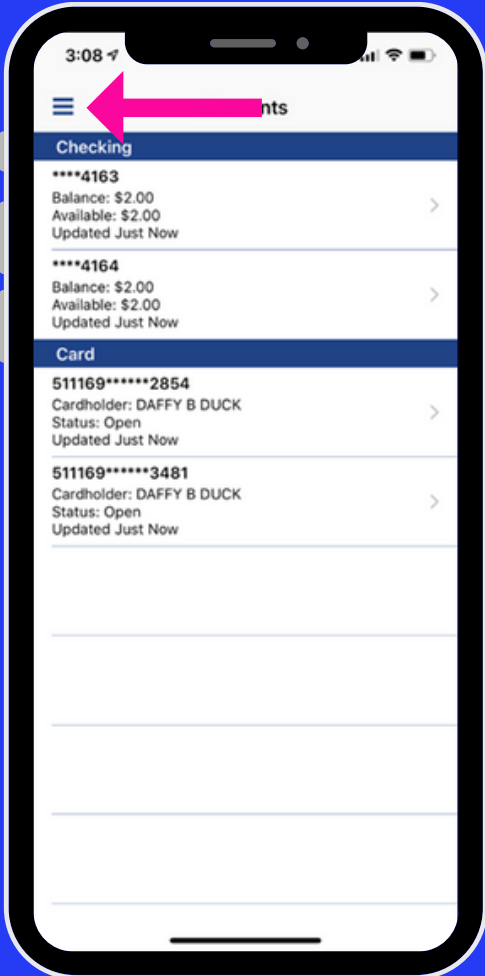 3:08
nts
Checking
****4163
Balance: $2.00
Available: $2.00
Updated Just Now
****4164
Balance: $2.00
Available: $2.00
Updated Just Now
Card
511169******2854
Cardholder: DAFFY B DUCK
Status: Open
Updated Just Now
511169******3481
Cardholder: DAFFY B DUCK
Status: Open
Updated Just Now